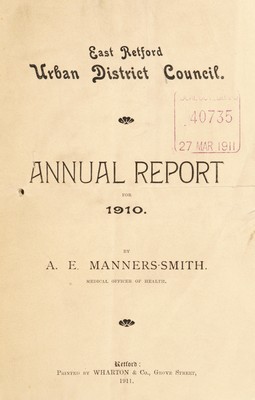 East Retford
Urban District Council.
40735
27 MAR 1911
ANNUAL REPORT
FOR
1910.
BY
A. E. MANNERS-SMITH.
MEDICAL OFFICER OF HEALTH.
Retford:
PRINTED BY WHARTON & Co., GROVE STREET,
1911.